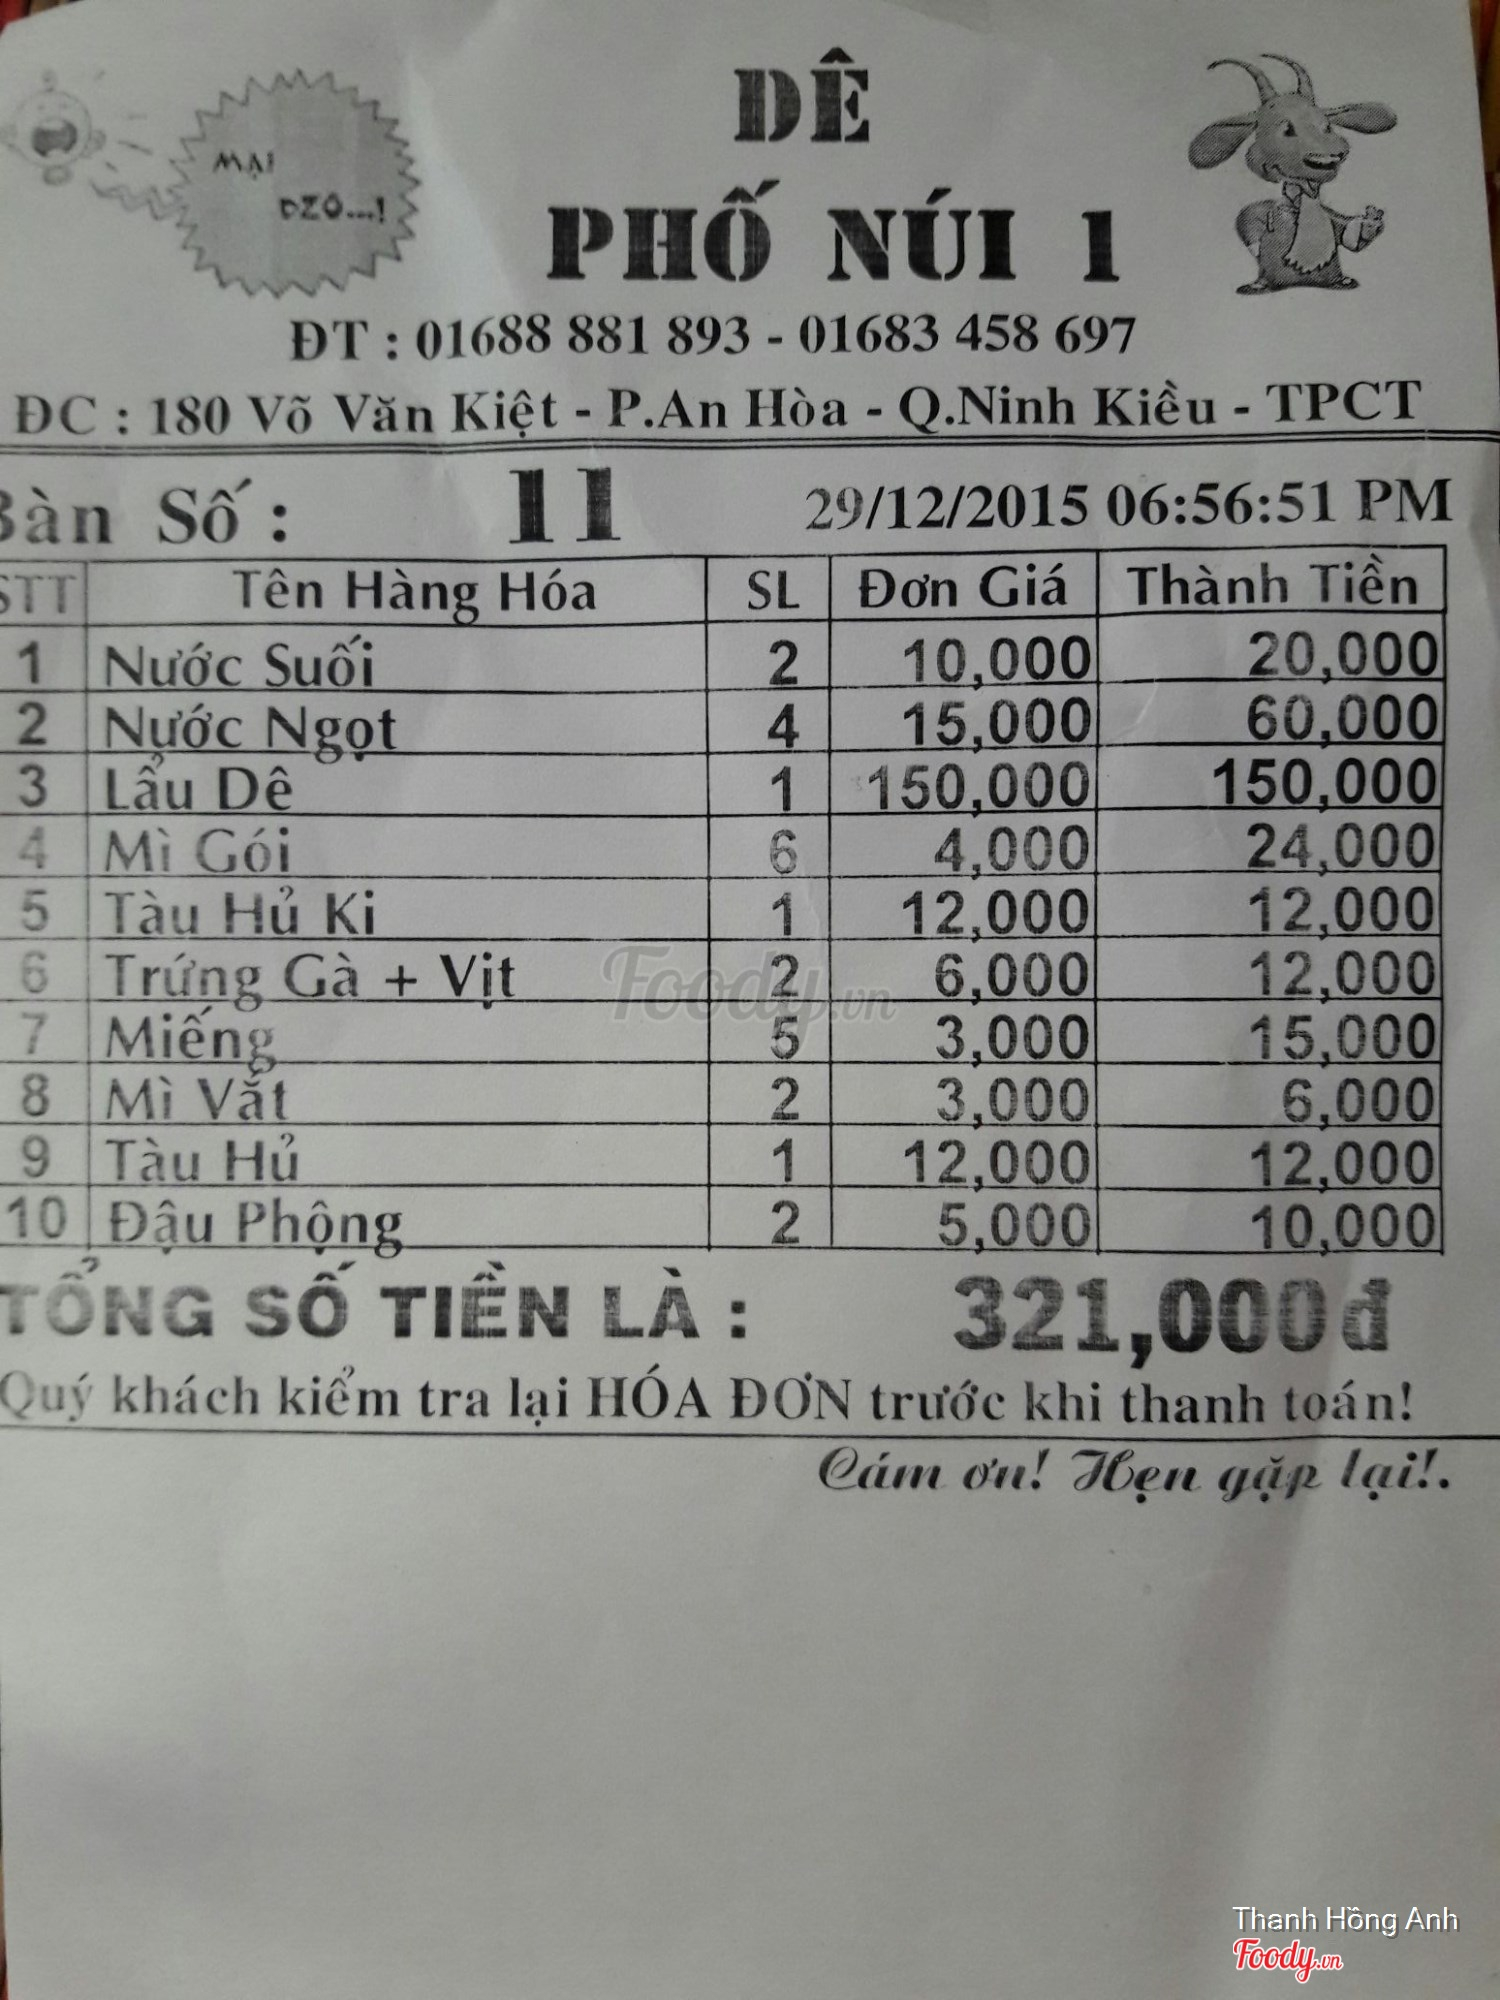 MẠI
DZÔ...!
DÊ
PHỐ NÚI 1
ĐT : 01688 881 893 - 01683 458 697
ĐC : 180 Võ Văn Kiệt - P.An Hòa - Q.Ninh Kiều - TPCT
Bàn Số : 11 29/12/2015 06:56:51 PM
STT Tên Hàng Hóa SL Đơn Giá Thành Tiền
1 Nước Suối 2 10,000 20,000
2 Nước Ngọt 4 15,000 60,000
3 Lẩu Dê 1 150,000 150,000
4 Mì Gói 6 4,000 24,000
5 Tàu Hủ Ki 1 12,000 12,000
6 Trứng Gà + Vịt 2 6,000 12,000
7 Miếng 5 3,000 15,000
8 Mì Vắt 2 3,000 6,000
9 Tàu Hủ 1 12,000 12,000
10 Đậu Phộng 2 5,000 10,000
TỔNG SỐ TIỀN LÀ : 321,000đ
Quý khách kiểm tra lại HÓA ĐƠN trước khi thanh toán!
Cám ơn! Hẹn gặp lại!.
Foody.vn
Thanh Hồng Anh
Foody.vn